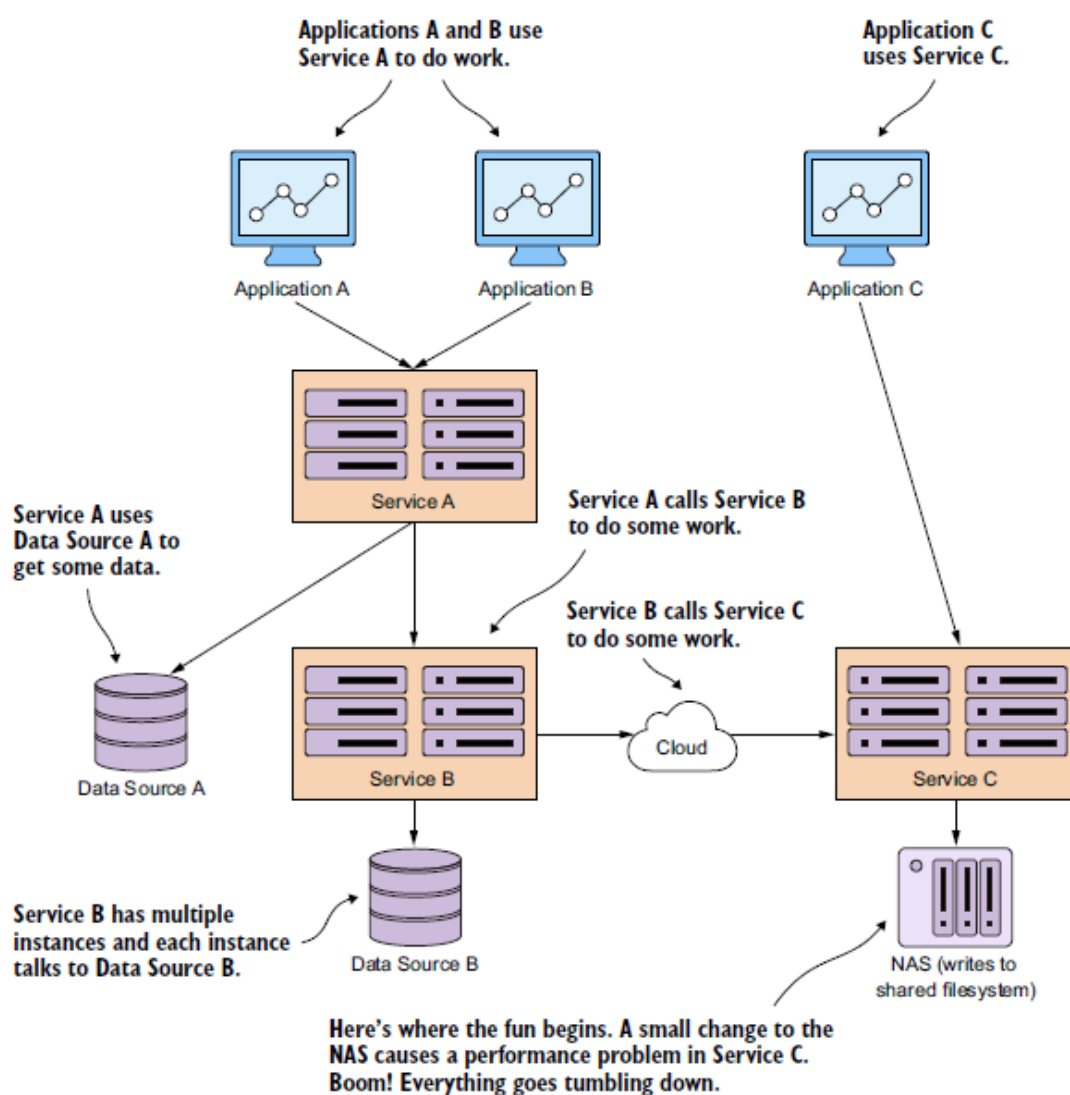 Applications A and B use
Service A to do work.
Application C
uses Service C.
Application A
Application B
Application C
Service A
Service A uses
Data Source A to
get some data.
Service A calls Service B
to do some work.
Service B calls Service C
to do some work.
Data Source A
Service B
Cloud
Service C
Service B has multiple
instances and each instance
talks to Data Source B.
Data Source B
NAS (writes to
shared filesystem)
Here's where the fun begins. A small change to the
NAS causes a performance problem in Service C.
Boom! Everything goes tumbling down.